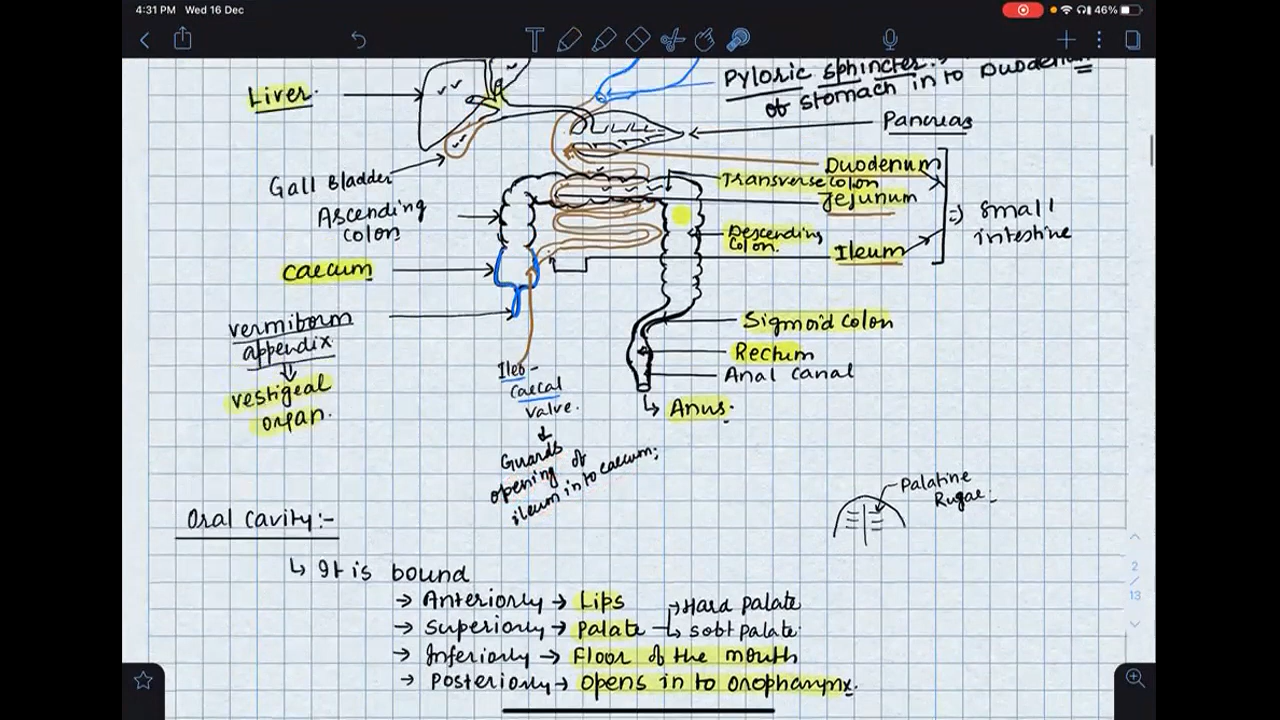 4:31 PM Wed 16 Dec
46%
T
Pyloric sphincter:
of stomach in to Duodenum
Liver.
Pancreas
Gall Bladder
Duodenum
Transverse colon
Jejunum
Ascending
colon
small
intestine
Descending
colon.
Ileum
caecum
vermiform
appendix.
vestigeal
organ.
Sigmoid colon
Rectum
Anal canal
Anus.
Ileo-
caecal
valve.
Guards
opening of
ileum in to caecum;
Palatine
Rugae:-
Oral cavity:-
It is bound
→ Anteriorly → Lips
→ Superiorly → Palate
→ Hard palate
↳ soft palate.
→ Inferiorly → Floor of the mouth
→ Posteriorly → opens in to oropharynx.
2
/
13